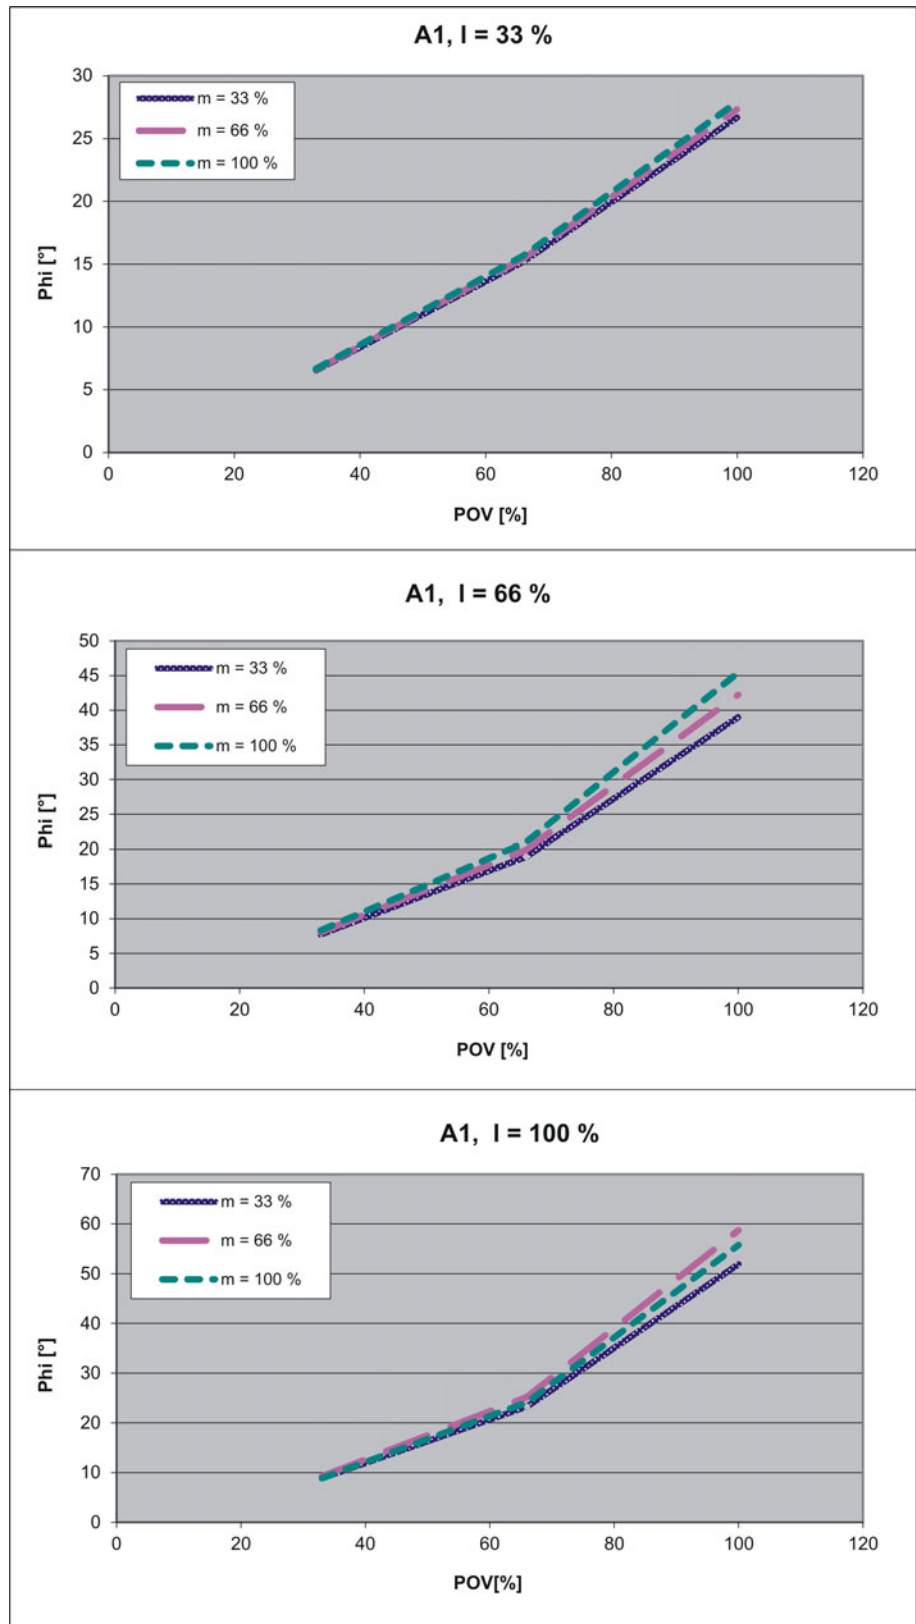 A1, l = 33 %
30
25
20
15
10
5
0
m = 33 %
m = 66 %
m = 100 %
Phi [°]
0 20 40 60 80 100 120
POV [%]
A1, l = 66 %
50
45
40
35
30
25
20
15
10
5
0
m = 33 %
m = 66 %
m = 100 %
Phi [°]
0 20 40 60 80 100 120
POV [%]
A1, l = 100 %
70
60
50
40
30
20
10
0
m = 33 %
m = 66 %
m = 100 %
Phi [°]
0 20 40 60 80 100 120
POV[%]